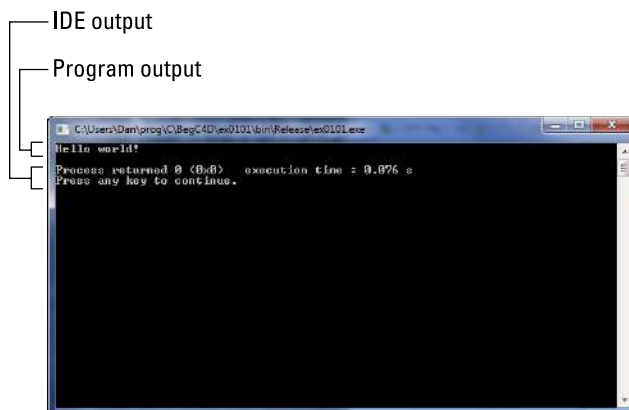 IDE output
Program output
C:\Users\Dan\prog\C\BegC4D\ex0101\bin\Release\ex0101.exe
Hello world!
Process returned 0 (0x0)   execution time : 0.076 s
Press any key to continue.